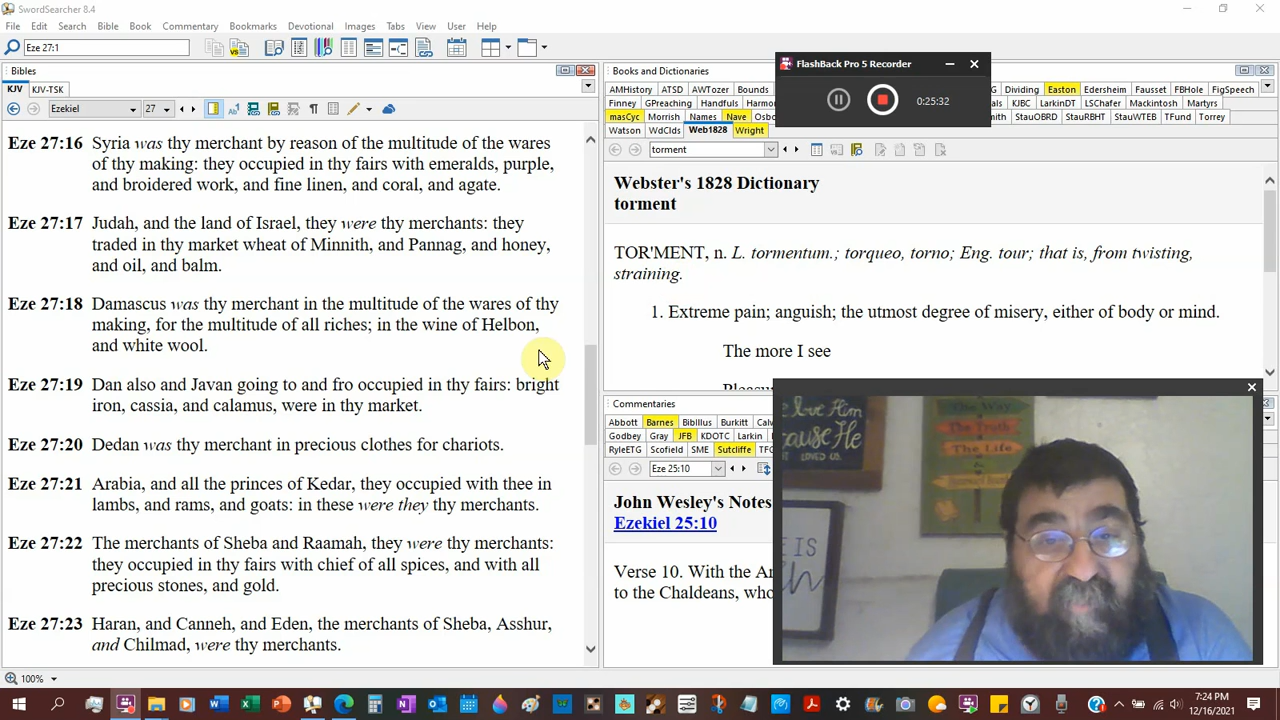 SwordSearcher 8.4
File Edit Search Bible Book Commentary Bookmarks Devotional Images Tabs View User Help
Eze 27:1
Bibles
KJV KJV-TSK
Ezekiel 27
Eze 27:16 Syria was thy merchant by reason of the multitude of the wares
of thy making: they occupied in thy fairs with emeralds, purple,
and broidered work, and fine linen, and coral, and agate.
Eze 27:17 Judah, and the land of Israel, they were thy merchants: they
traded in thy market wheat of Minnith, and Pannag, and honey,
and oil, and balm.
Eze 27:18 Damascus was thy merchant in the multitude of the wares of thy
making, for the multitude of all riches; in the wine of Helbon,
and white wool.
Eze 27:19 Dan also and Javan going to and fro occupied in thy fairs: bright
iron, cassia, and calamus, were in thy market.
Eze 27:20 Dedan was thy merchant in precious clothes for chariots.
Eze 27:21 Arabia, and all the princes of Kedar, they occupied with thee in
lambs, and rams, and goats: in these were they thy merchants.
Eze 27:22 The merchants of Sheba and Raamah, they were thy merchants:
they occupied in thy fairs with chief of all spices, and with all
precious stones, and gold.
Eze 27:23 Haran, and Canneh, and Eden, the merchants of Sheba, Asshur,
and Chilmad, were thy merchants.
100%
Books and Dictionaries
AMHistory ATSD AWTozer Bounds Dividing Easton Edersheim Fausset FBHole FigSpeech
Finney GPreaching Handfuls Harmon KJBC LarkinDT LSChafer Mackintosh Martyrs
masCyc Morrish Names Nave StauOBRD StauRBHT StauWTEB TFD Torrey
Watson WdClds Web1828 Wright
torment
Webster's 1828 Dictionary
torment
TOR'MENT, n. L. tormentum.; torqueo, torno; Eng. tour; that is, from twisting,
straining.
1. Extreme pain; anguish; the utmost degree of misery, either of body or mind.
The more I see
FlashBack Pro 5 Recorder
0:25:32
Commentaries
Abbott Barnes BibIllus Burkitt
Godbey Gray JFB KDOTC Larkin
RyleETG Scofield SME Sutcliffe
Eze 25:10
John Wesley's Notes
Ezekiel 25:10
Verse 10. With the
to the Chaldeans,
love Him
cause He
LOVED US.
The Way
The Truth
The Life
&
7:24 PM
12/16/2021